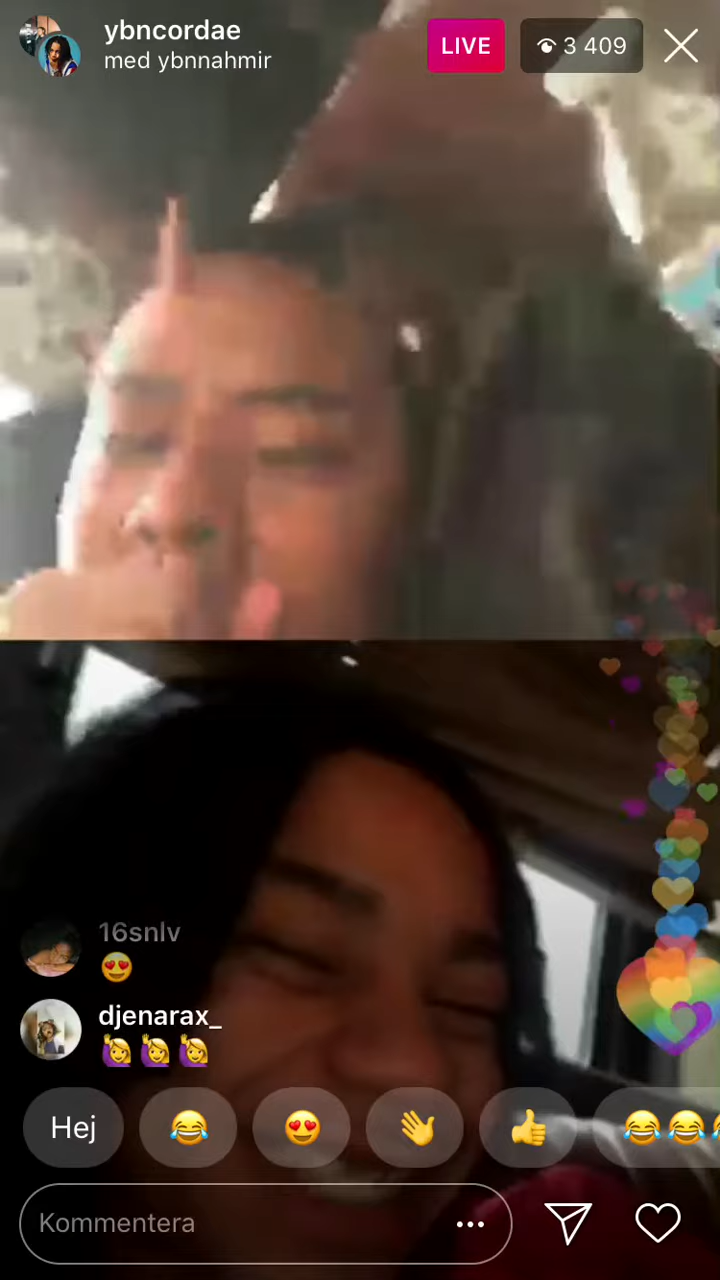 ybncordae
med ybnnahmir
LIVE
3 409
16snlv
😍
djenarax_
🙋‍♀️🙋‍♀️🙋‍♀️
Hej
😂
😍
👋
👍
😂😂
Kommentera